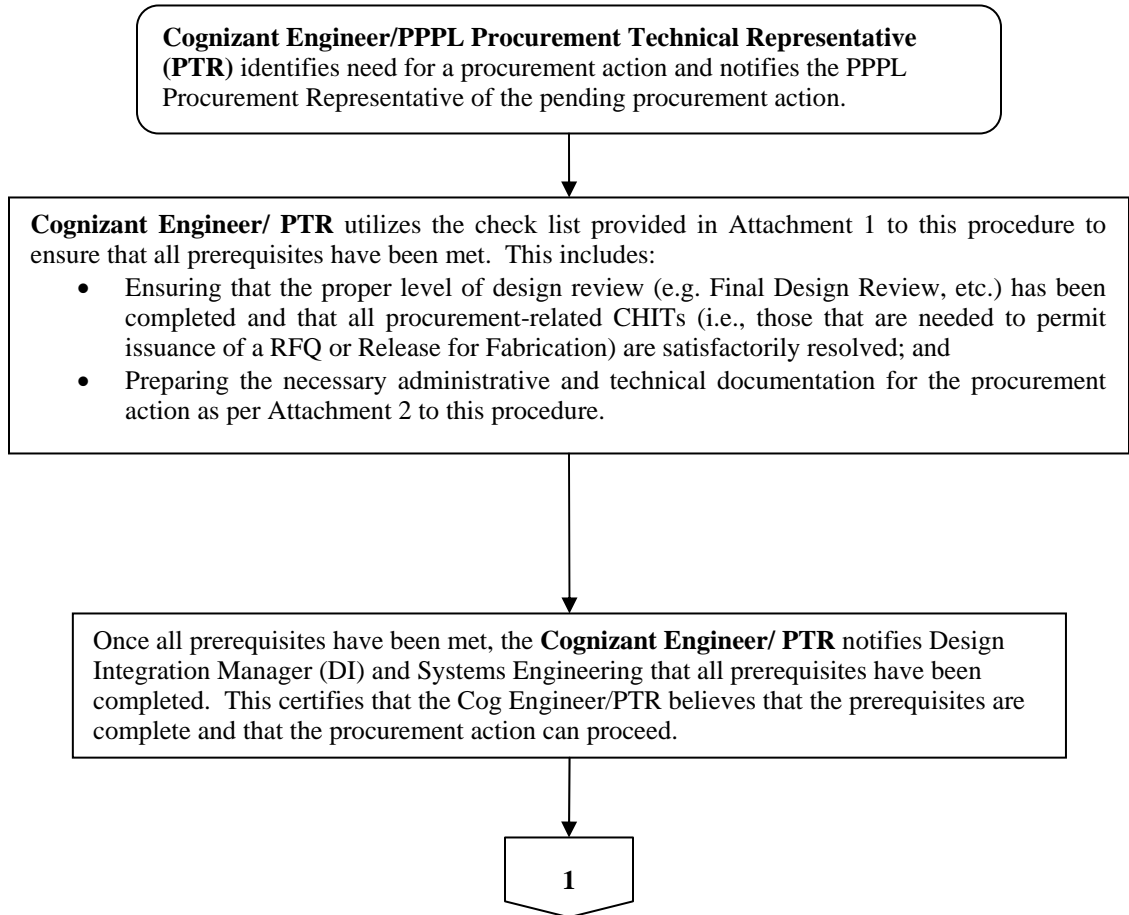 Cognizant Engineer/PPPL Procurement Technical Representative
(PTR) identifies need for a procurement action and notifies the PPPL
Procurement Representative of the pending procurement action.
Cognizant Engineer/ PTR utilizes the check list provided in Attachment 1 to this procedure to
ensure that all prerequisites have been met. This includes:
• Ensuring that the proper level of design review (e.g. Final Design Review, etc.) has been
completed and that all procurement-related CHITs (i.e., those that are needed to permit
issuance of a RFQ or Release for Fabrication) are satisfactorily resolved; and
• Preparing the necessary administrative and technical documentation for the procurement
action as per Attachment 2 to this procedure.
Once all prerequisites have been met, the Cognizant Engineer/ PTR notifies Design
Integration Manager (DI) and Systems Engineering that all prerequisites have been
completed. This certifies that the Cog Engineer/PTR believes that the prerequisites are
complete and that the procurement action can proceed.
1